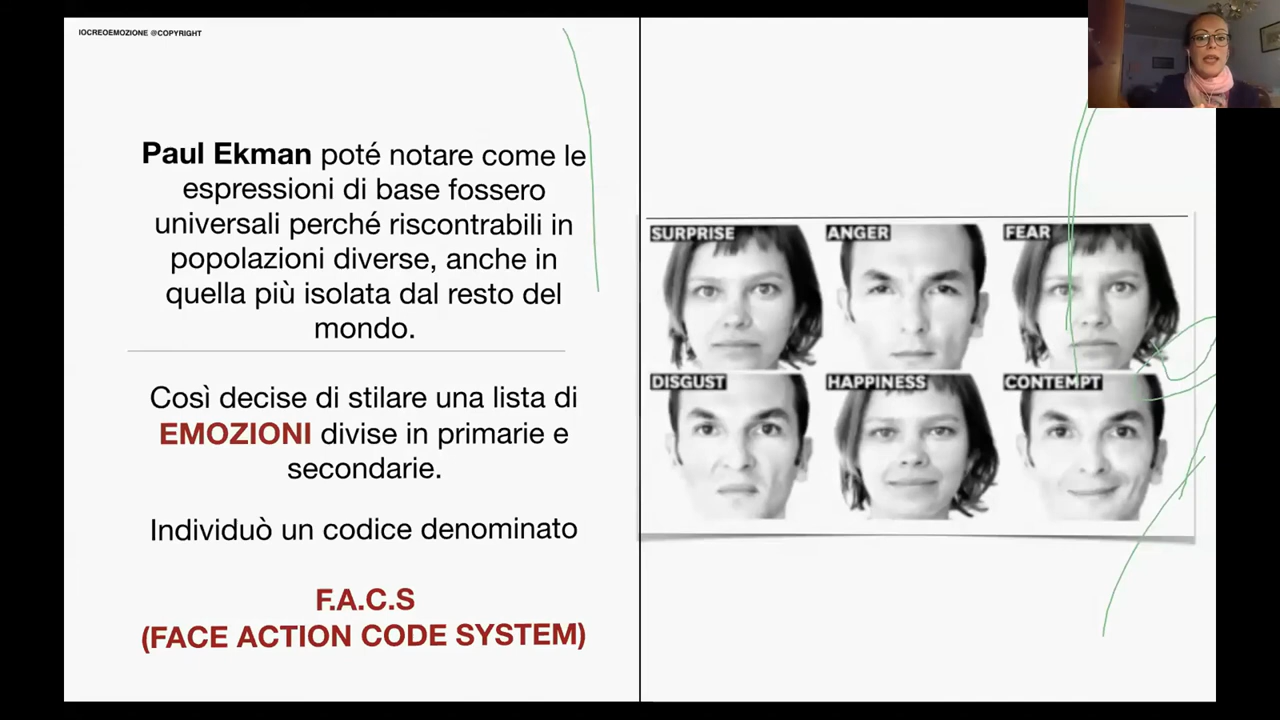 IOCREOEMOZIONE @COPYRIGHT
Paul Ekman poté notare come le
espressioni di base fossero
universali perché riscontrabili in
popolazioni diverse, anche in
quella più isolata dal resto del
mondo.
Così decise di stilare una lista di
EMOZIONI divise in primarie e
secondarie.
Individuò un codice denominato
F.A.C.S
(FACE ACTION CODE SYSTEM)
SURPRISE
ANGER
FEAR
DISGUST
HAPPINESS
CONTEMPT